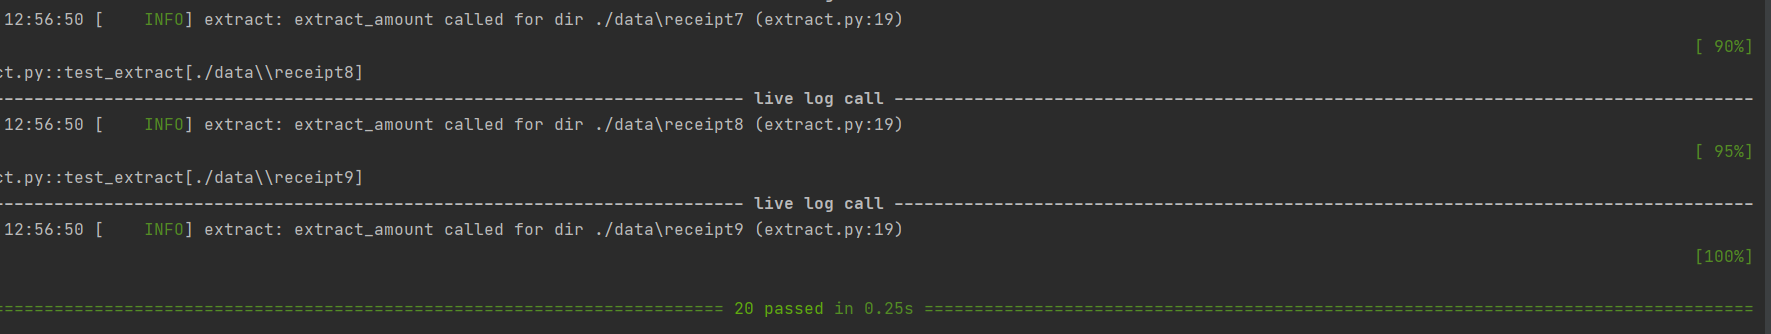 12:56:50 [    INFO] extract: extract_amount called for dir ./data\receipt7 (extract.py:19)
[ 90%]
ct.py::test_extract[./data\\receipt8]
-------------------------------------------------------------------------- live log call --------------------------------------------------------------------------------------
12:56:50 [    INFO] extract: extract_amount called for dir ./data\receipt8 (extract.py:19)
[ 95%]
ct.py::test_extract[./data\\receipt9]
-------------------------------------------------------------------------- live log call --------------------------------------------------------------------------------------
12:56:50 [    INFO] extract: extract_amount called for dir ./data\receipt9 (extract.py:19)
[100%]
======================================================================== 20 passed in 0.25s ===================================================================================